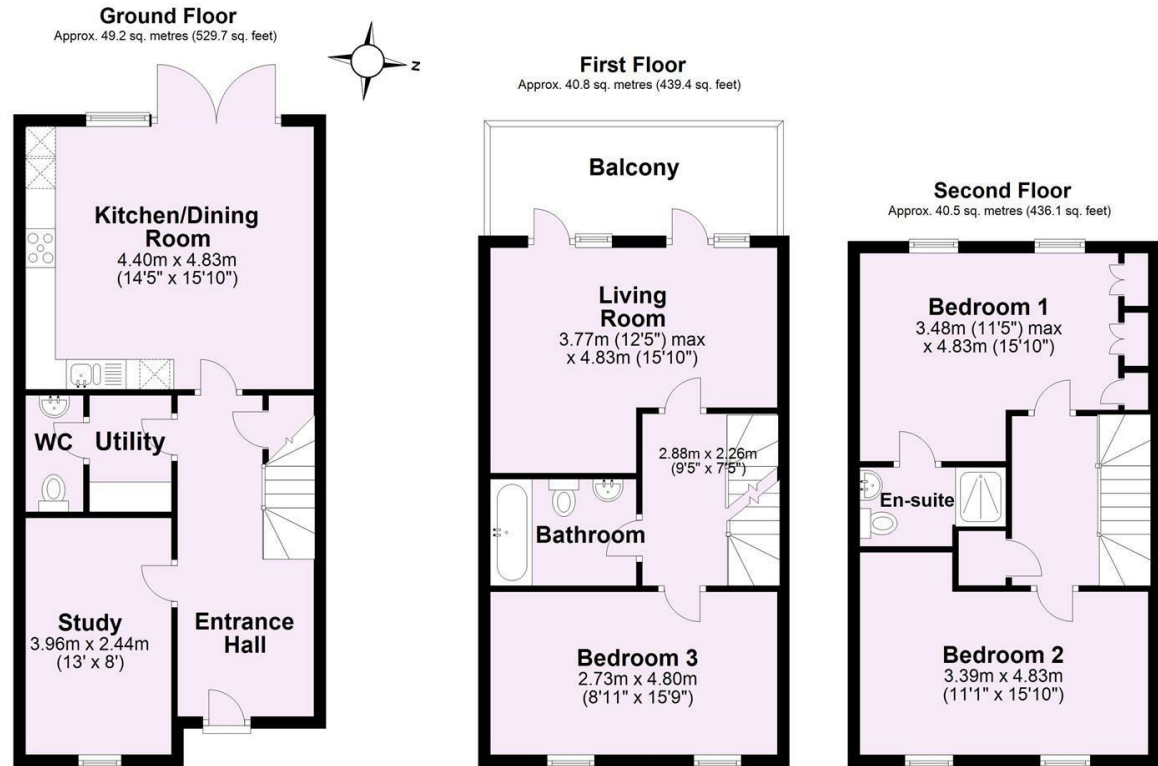 Ground Floor
Approx. 49.2 sq. metres (529.7 sq. feet)
N
Kitchen/Dining
Room
4.40m x 4.83m
(14'5" x 15'10")
WC
Utility
Study
3.96m x 2.44m
(13' x 8')
Entrance
Hall
First Floor
Approx. 40.8 sq. metres (439.4 sq. feet)
Balcony
Living
Room
3.77m (12'5") max
x 4.83m (15'10")
2.88m x 2.26m
(9'5" x 7'5")
Bathroom
Bedroom 3
2.73m x 4.80m
(8'11" x 15'9")
Second Floor
Approx. 40.5 sq. metres (436.1 sq. feet)
Bedroom 1
3.48m (11'5") max
x 4.83m (15'10")
En-suite
Bedroom 2
3.39m x 4.83m
(11'1" x 15'10")